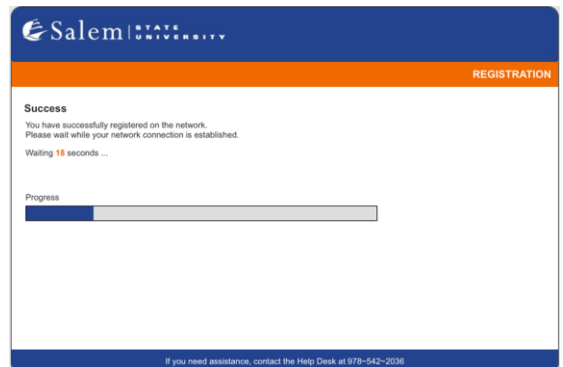 Salem STATE UNIVERSITY
REGISTRATION
Success
You have successfully registered on the network.
Please wait while your network connection is established.
Waiting 18 seconds ...
Progress
If you need assistance, contact the Help Desk at 978~542~2036